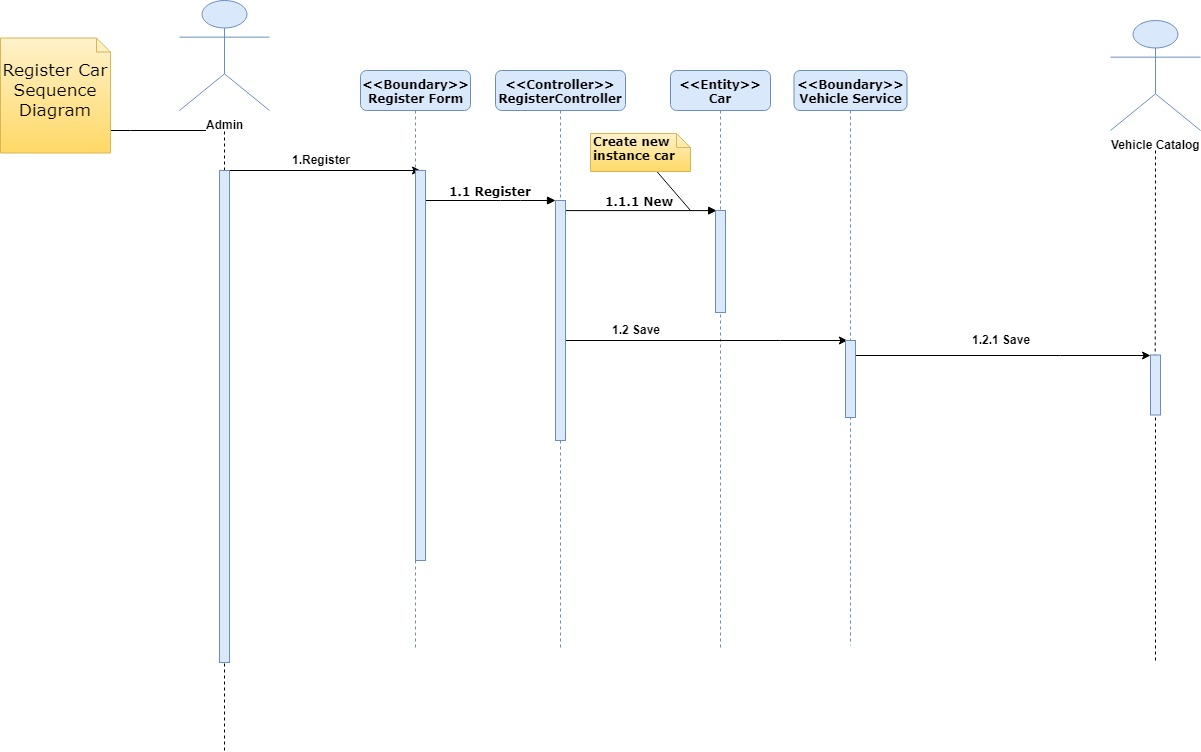 Register Car
Sequence
Diagram
Admin
<<Boundary>>
Register Form
<<Controller>>
RegisterController
<<Entity>>
Car
<<Boundary>>
Vehicle Service
Vehicle Catalog
Create new
instance car
1.Register
1.1 Register
1.1.1 New
1.2 Save
1.2.1 Save